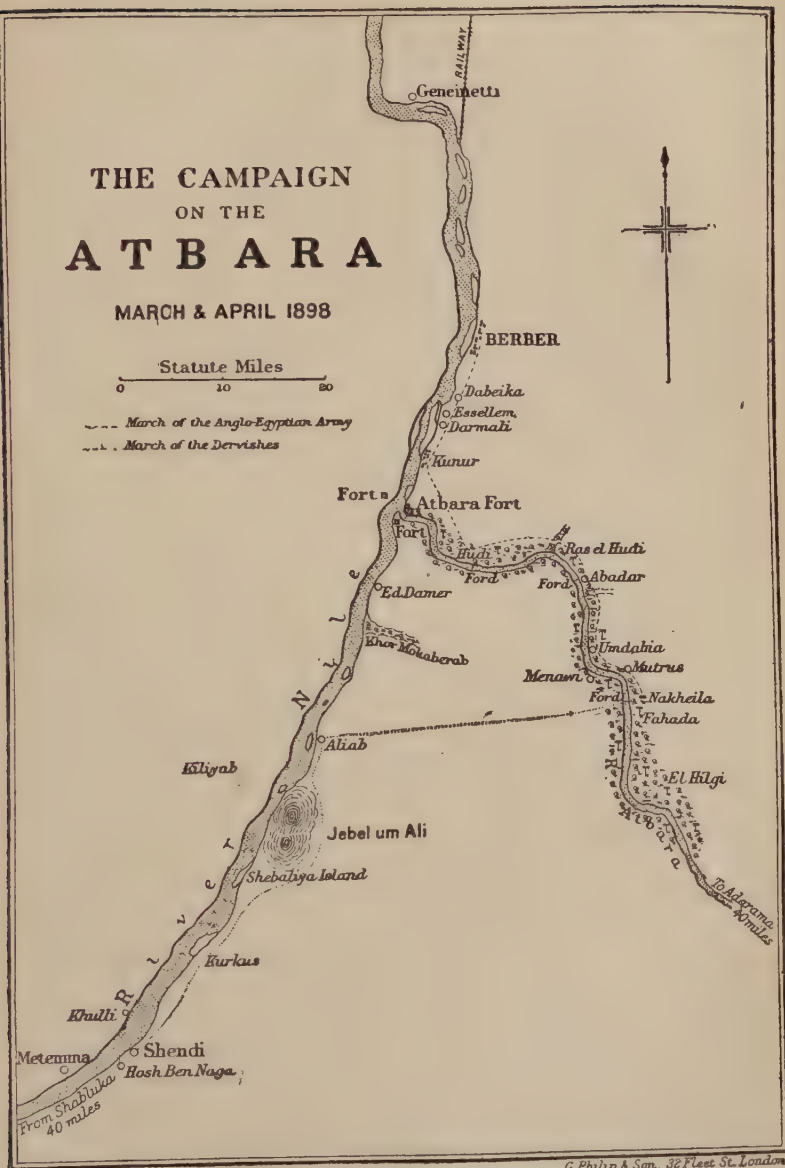 RAILWAY
Geneinetti
THE CAMPAIGN
ON THE
ATBARA
MARCH & APRIL 1898
Statute Miles
0 10 20
March of the Anglo-Egyptian Army
March of the Dervishes
BERBER
Dabeika
Essellem
Darmali
Kunur
Fort
Atbara Fort
Fort
Hudi
Ras el Hudi
Ford
Ford
Abadar
Ed Damer
Khor Mokaberab
Umdabia
Menawi
Mutrus
Ford
Nakheila
Fahada
Aliab
Kiliyab
El Hilgi
Jebel um Ali
R. Atbara
Shebaliya Island
River Nile
To Adarama
40 miles
Kurkus
Khulli
Metemma
Shendi
Hosh Ben Naga
From Shabluka
40 miles
G. Philip & Son, 32 Fleet St. London